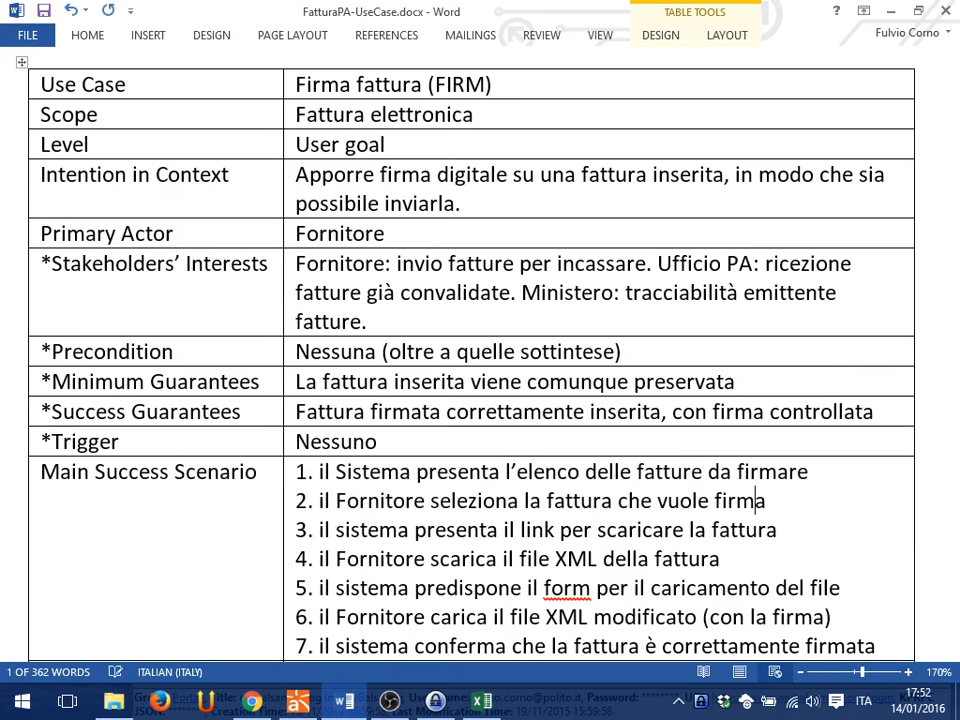 FatturaPA-UseCase.docx - Word
TABLE TOOLS
?
FILE HOME INSERT DESIGN PAGE LAYOUT REFERENCES MAILINGS REVIEW VIEW DESIGN LAYOUT Fulvio Corno
Use Case Firma fattura (FIRM)
Scope Fattura elettronica
Level User goal
Intention in Context Apporre firma digitale su una fattura inserita, in modo che sia
possibile inviarla.
Primary Actor Fornitore
*Stakeholders’ Interests Fornitore: invio fatture per incassare. Ufficio PA: ricezione
fatture già convalidate. Ministero: tracciabilità emittente
fatture.
*Precondition Nessuna (oltre a quelle sottintese)
*Minimum Guarantees La fattura inserita viene comunque preservata
*Success Guarantees Fattura firmata correttamente inserita, con firma controllata
*Trigger Nessuno
Main Success Scenario 1. il Sistema presenta l’elenco delle fatture da firmare
2. il Fornitore seleziona la fattura che vuole firma
3. il sistema presenta il link per scaricare la fattura
4. il Fornitore scarica il file XML della fattura
5. il sistema predispone il form per il caricamento del file
6. il Fornitore carica il file XML modificato (con la firma)
7. il sistema conferma che la fattura è correttamente firmata
1 OF 362 WORDS ITALIAN (ITALY) 170%
ITA 17:52
14/01/2016